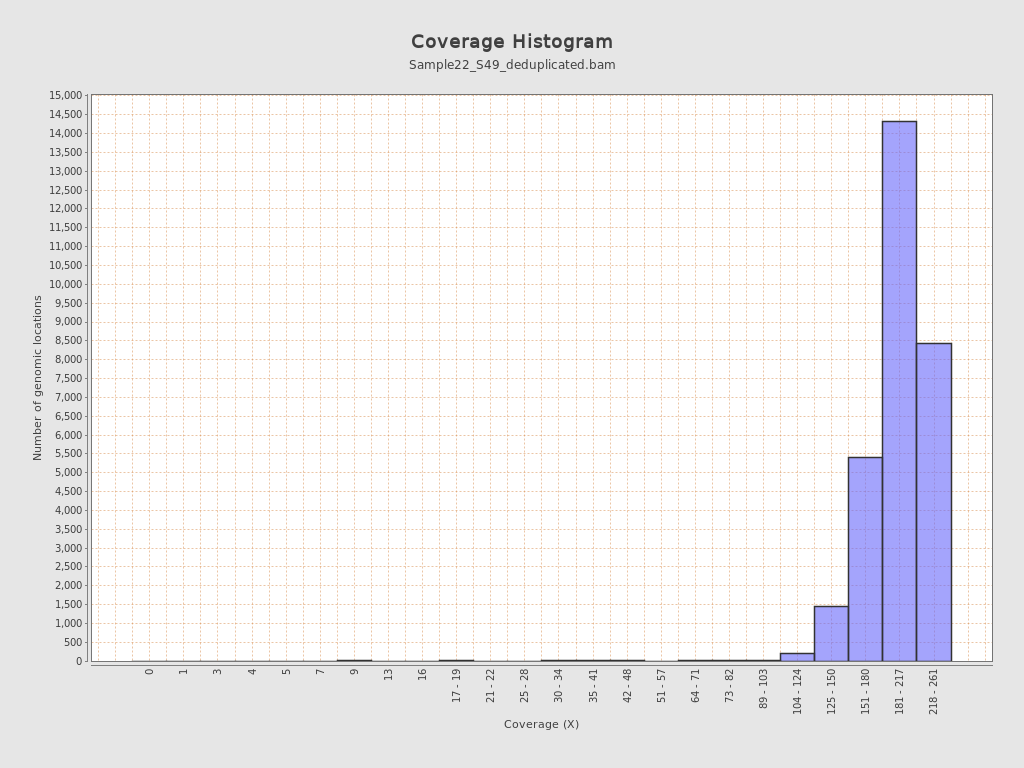 Coverage Histogram
Sample22_S49_deduplicated.bam
15,000
14,500
14,000
13,500
13,000
12,500
12,000
11,500
11,000
10,500
10,000
9,500
9,000
8,500
8,000
7,500
7,000
6,500
6,000
5,500
5,000
4,500
4,000
3,500
3,000
2,500
2,000
1,500
1,000
500
0
Number of genomic locations
0
1
3
4
5
7
9
13
16
17 - 19
21 - 22
25 - 28
30 - 34
35 - 41
42 - 48
51 - 57
64 - 71
73 - 82
89 - 103
104 - 124
125 - 150
151 - 180
181 - 217
218 - 261
Coverage (X)